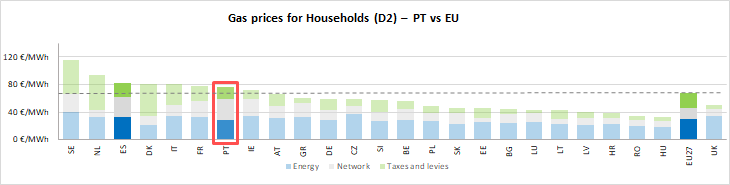 Gas prices for Households (D2) – PT vs EU
120 €/MWh
80 €/MWh
40 €/MWh
0 €/MWh
SE NL ES DK IT FR PT IE AT GR DE CZ SI BE PL SK EE BG LU LT LV HR RO HU EU27 UK
Energy Network Taxes and levies